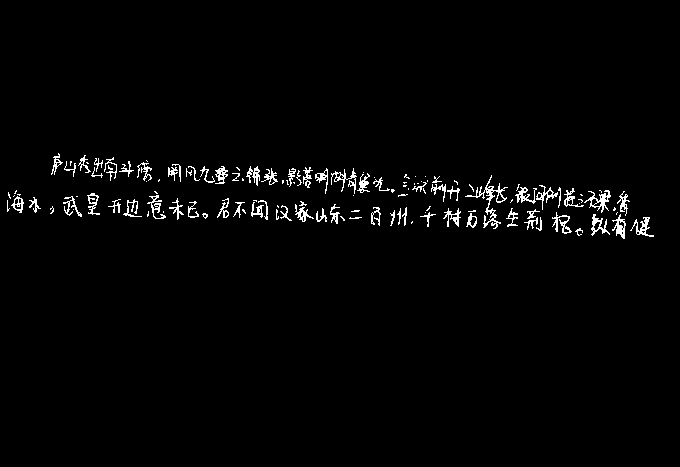 庐山秀出南斗傍,屏风九叠云锦张,影落明湖青黛光。金阙前开二峰长,银河倒挂三石梁,香
海水,武皇开边意未已。君不闻汉家山东二百州,千村万落生荆杞。纵有健